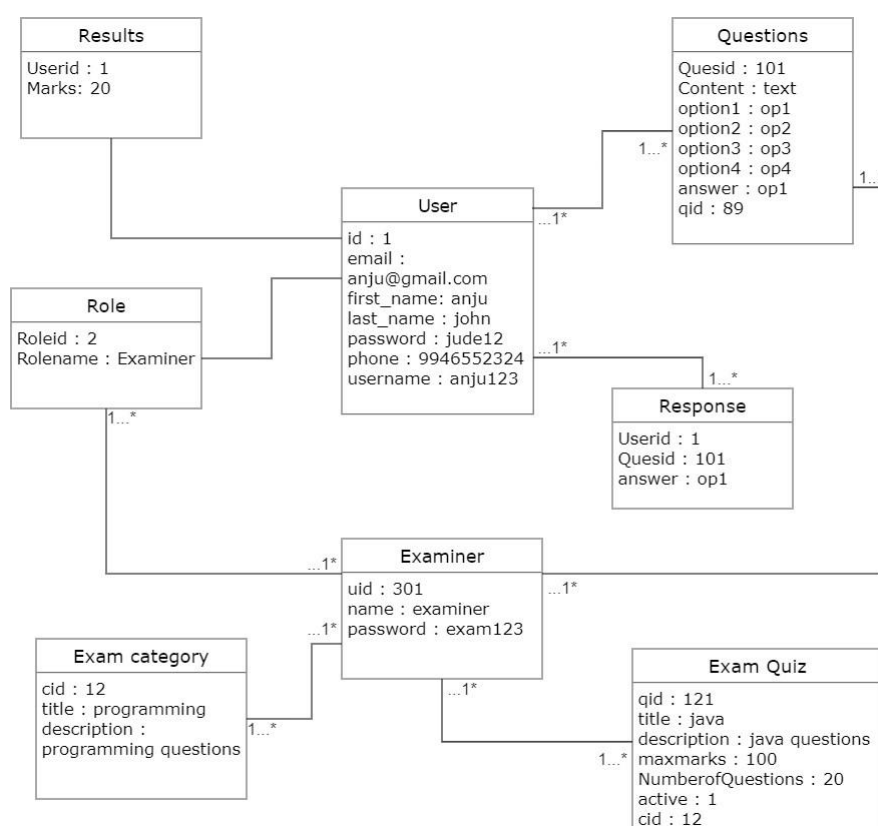 Results
Userid : 1
Marks: 20
Questions
Quesid : 101
Content : text
option1 : op1
option2 : op2
option3 : op3
option4 : op4
answer : op1
qid : 89
1...*
1...
User
id : 1
email :
anju@gmail.com
first_name: anju
last_name : john
password : jude12
phone : 9946552324
username : anju123
...1*
...1*
Role
Roleid : 2
Rolename : Examiner
1...*
1...*
Response
Userid : 1
Quesid : 101
answer : op1
...1*
Examiner
uid : 301
name : examiner
password : exam123
...1*
...1*
...1*
Exam category
cid : 12
title : programming
description :
programming questions
1...*
Exam Quiz
qid : 121
title : java
description : java questions
maxmarks : 100
NumberofQuestions : 20
active : 1
cid : 12
1...*